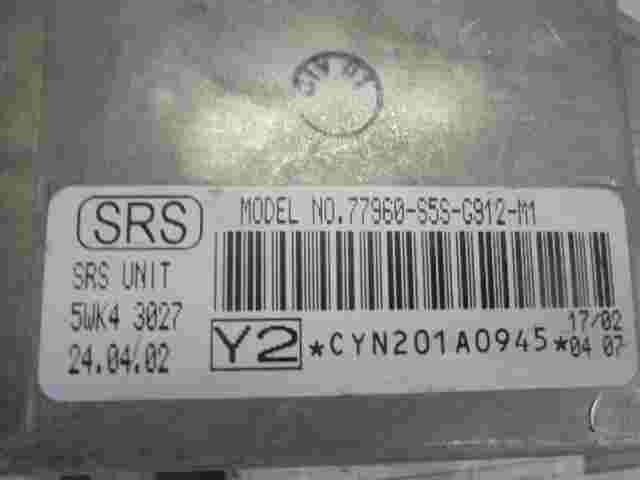 SRS
MODEL NO.77960-S5S-G912-M1
SRS UNIT
5WK4 3027
24.04.02
Y2
*CYN201A0945*
17/02
04 07